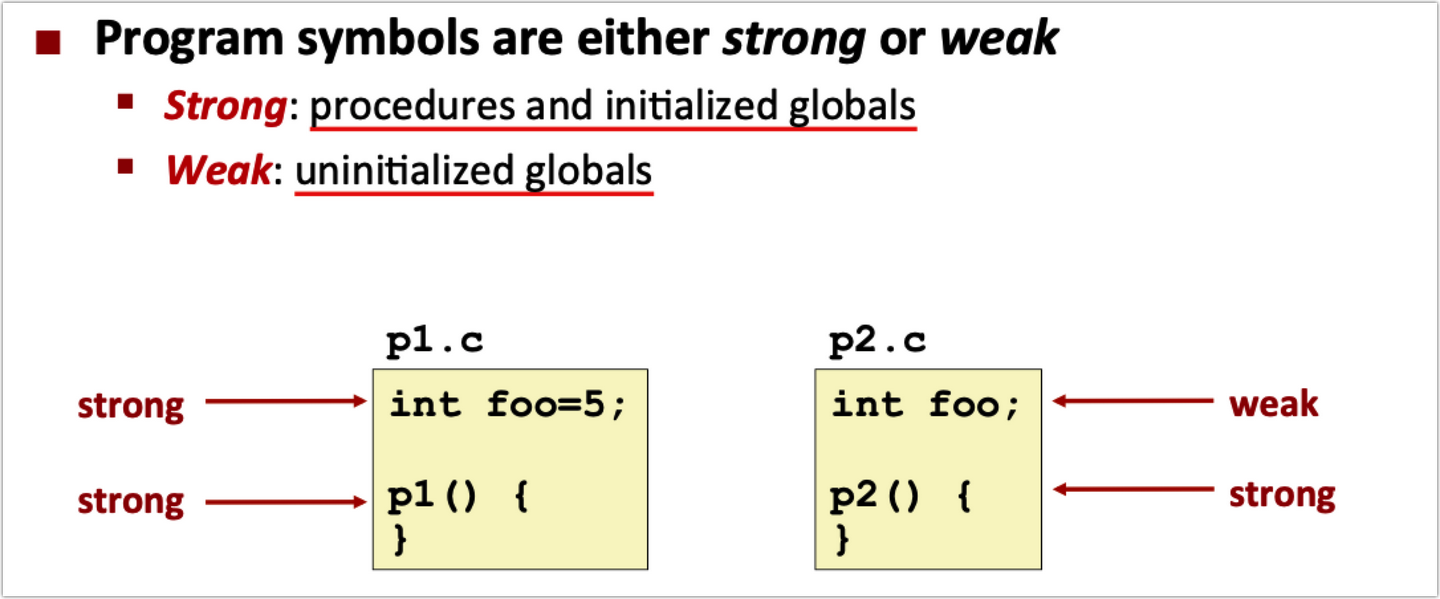 Program symbols are either strong or weak
Strong: procedures and initialized globals
Weak: uninitialized globals
p1.c
p2.c
strong
int foo=5;
int foo;
weak
strong
p1() {
p2() {
strong
}
}